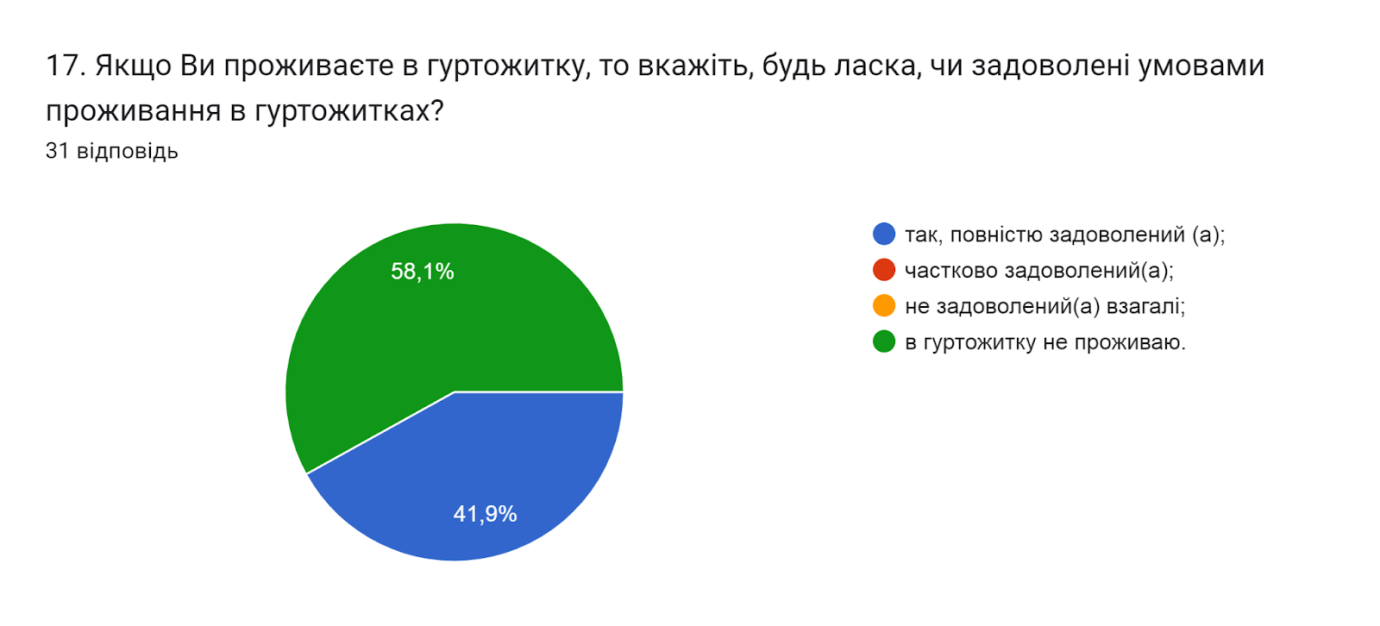 17. Якщо Ви проживаєте в гуртожитку, то вкажіть, будь ласка, чи задоволені умовами
проживання в гуртожитках?
31 відповідь
58,1%
41,9%
так, повністю задоволений (а);
частково задоволений(а);
не задоволений(а) взагалі;
в гуртожитку не проживаю.